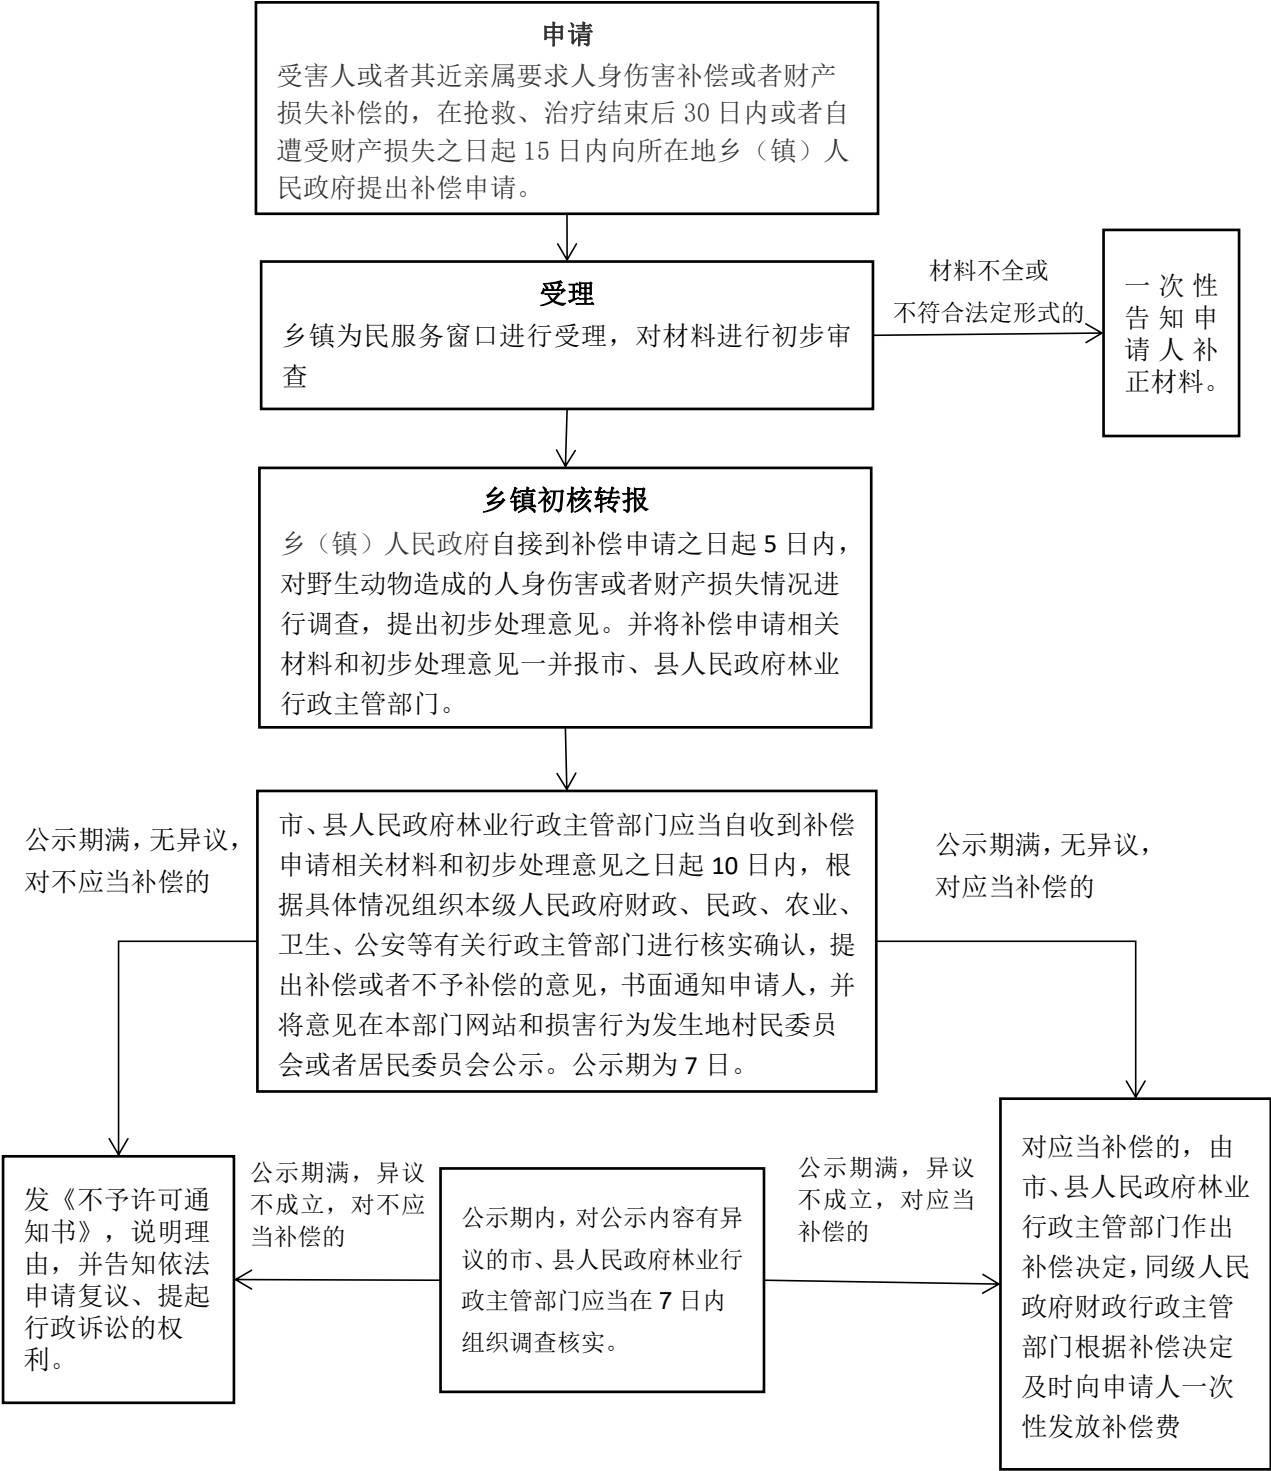 申请
受害人或者其近亲属要求人身伤害补偿或者财产
损失补偿的，在抢救、治疗结束后 30 日内或者自
遭受财产损失之日起 15 日内向所在地乡（镇）人
民政府提出补偿申请。
受理
乡镇为民服务窗口进行受理，对材料进行初步审
查
材料不全或
不符合法定形式的
一次性
告知申
请人补
正材料。
乡镇初核转报
乡（镇）人民政府自接到补偿申请之日起 5 日内，
对野生动物造成的人身伤害或者财产损失情况进
行调查，提出初步处理意见。并将补偿申请相关
材料和初步处理意见一并报市、县人民政府林业
行政主管部门。
公示期满，无异议，
对不应当补偿的
市、县人民政府林业行政主管部门应当自收到补偿
申请相关材料和初步处理意见之日起 10 日内，根
据具体情况组织本级人民政府财政、民政、农业、
卫生、公安等有关行政主管部门进行核实确认，提
出补偿或者不予补偿的意见，书面通知申请人，并
将意见在本部门网站和损害行为发生地村民委员
会或者居民委员会公示。公示期为 7 日。
公示期满，无异议，
对应当补偿的
发《不予许可通
知书》，说明理
由，并告知依法
申请复议、提起
行政诉讼的权
利。
公示期满，异议
不成立，对不应
当补偿的
公示期内，对公示内容有异
议的市、县人民政府林业行
政主管部门应当在 7 日内
组织调查核实。
公示期满，异议
不成立，对应当
补偿的
对应当补偿的，由
市、县人民政府林业
行政主管部门作出
补偿决定，同级人民
政府财政行政主管
部门根据补偿决定
及时向申请人一次
性发放补偿费